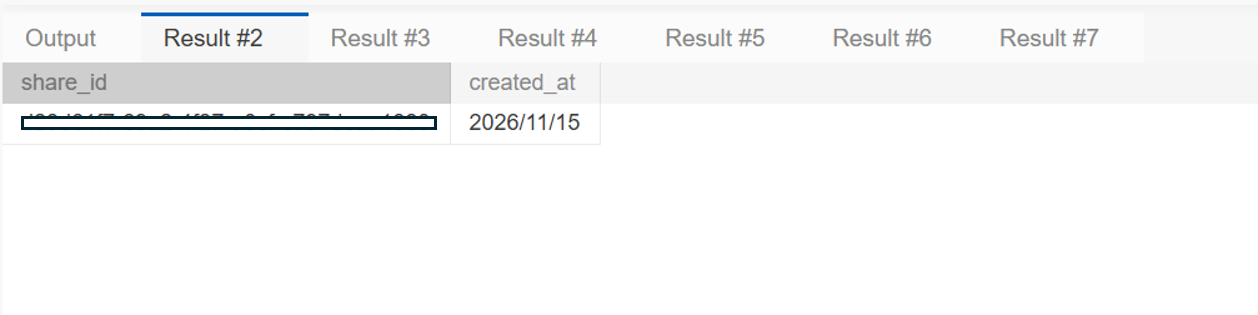 Output Result #2 Result #3 Result #4 Result #5 Result #6 Result #7
share_id created_at
2026/11/15